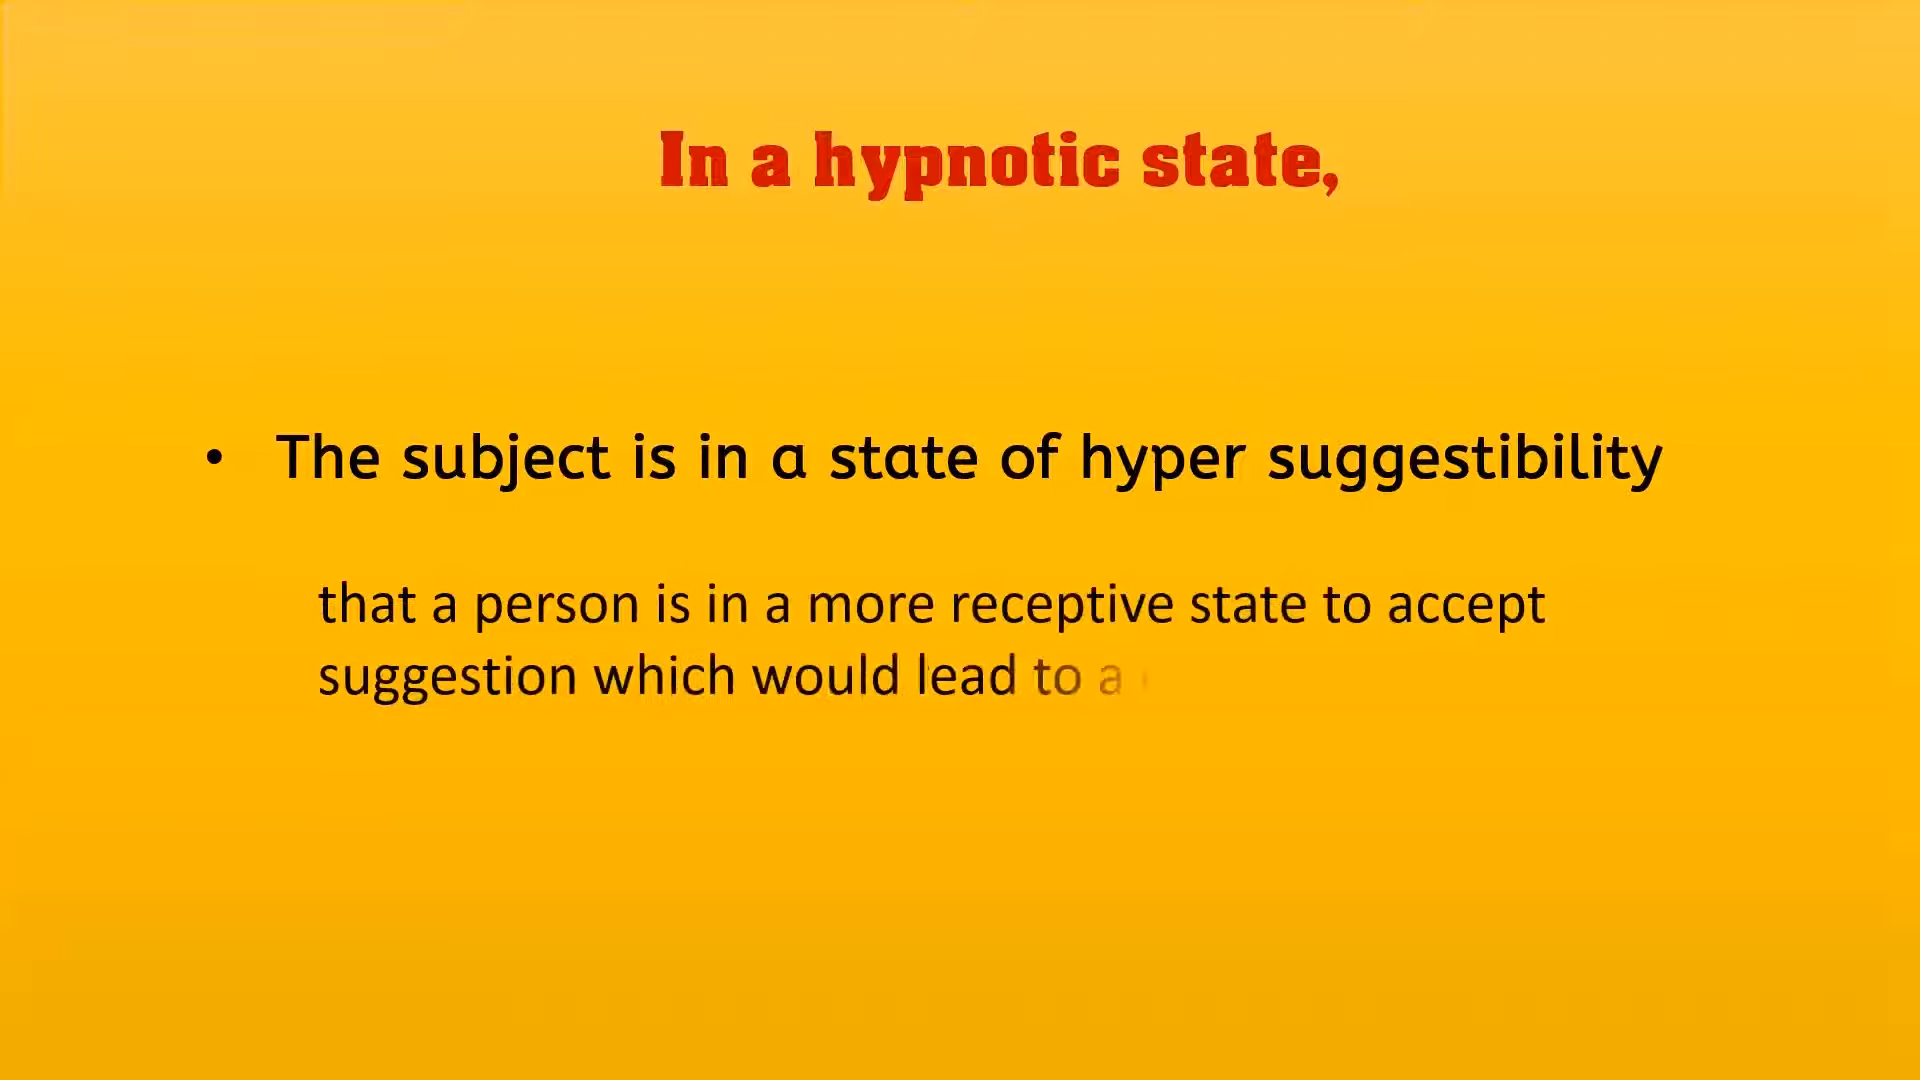 In a hypnotic state,
• The subject is in a state of hyper suggestibility
that a person is in a more receptive state to accept
suggestion which would lead to a